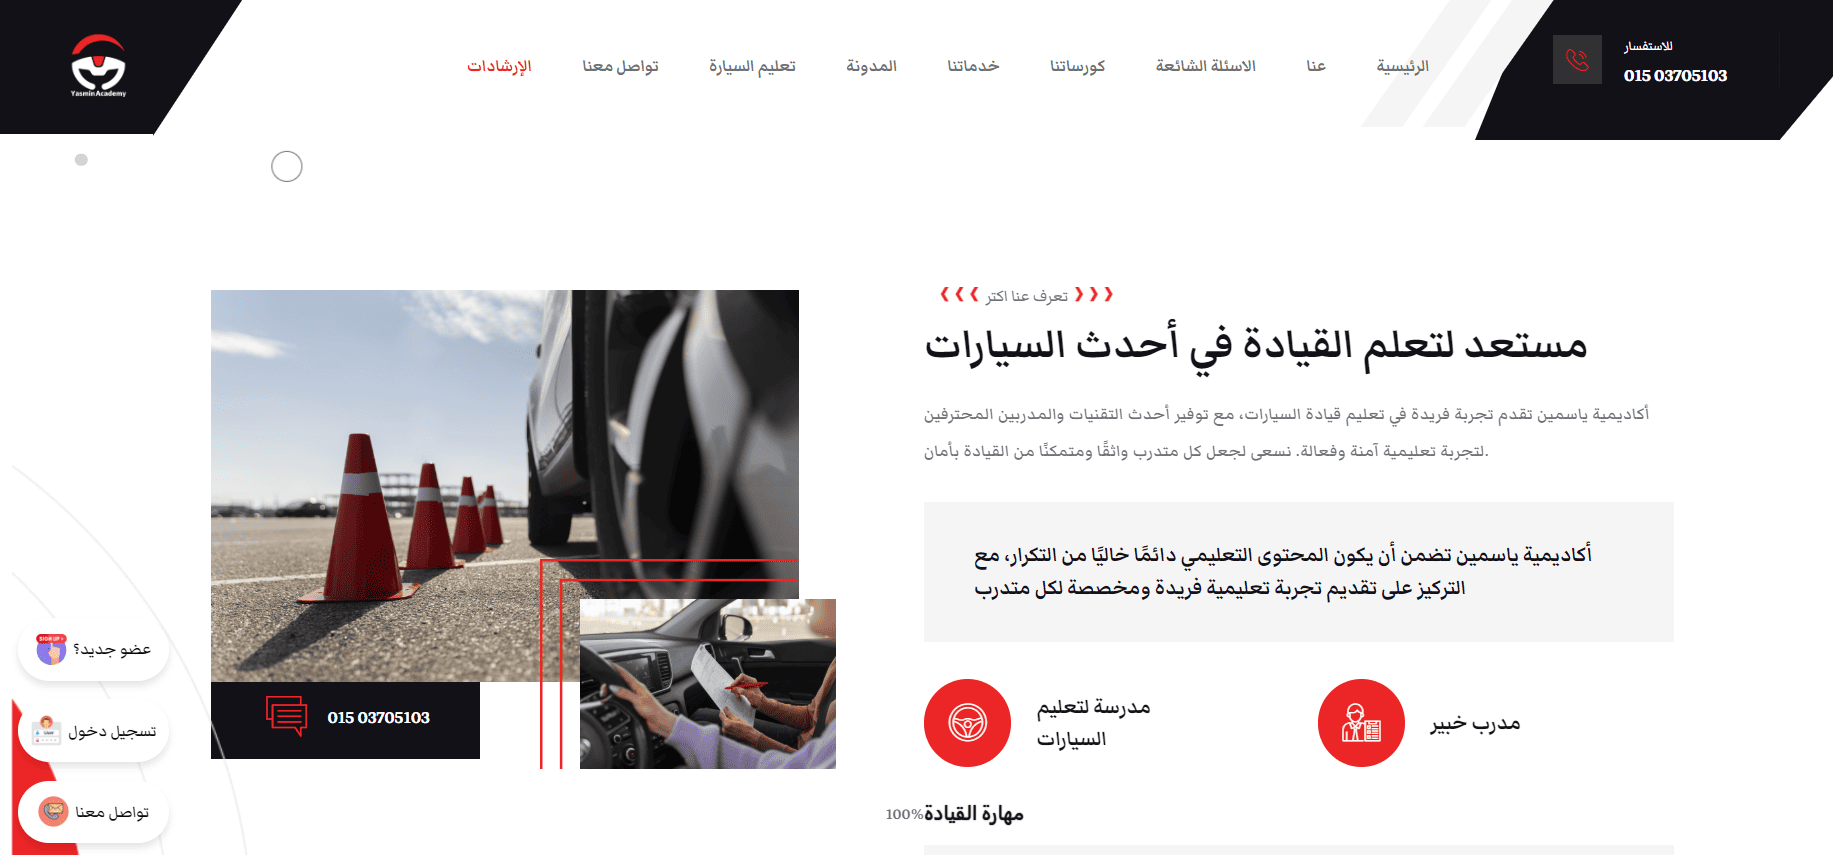 YasminAcademy
الرئيسية
عنا
الاسئلة الشائعة
كورساتنا
خدماتنا
المدونة
تعليم السيارة
تواصل معنا
الإرشادات
للاستفسار
015 03705103
تعرف عنا اكتر
مستعد لتعلم القيادة في أحدث السيارات
أكاديمية ياسمين تقدم تجربة فريدة في تعليم قيادة السيارات، مع توفير أحدث التقنيات والمدربين المحترفين
لتجربة تعليمية آمنة وفعالة. نسعى لجعل كل متدرب واثقًا ومتمكنًا من القيادة بأمان.
أكاديمية ياسمين تضمن أن يكون المحتوى التعليمي دائمًا خاليًا من التكرار، مع
التركيز على تقديم تجربة تعليمية فريدة ومخصصة لكل متدرب
مدرب خبير
مدرسة لتعليم
السيارات
مهارة القيادة
100%
015 03705103
SIGN UP
عضو جديد؟
تسجيل دخول
تواصل معنا